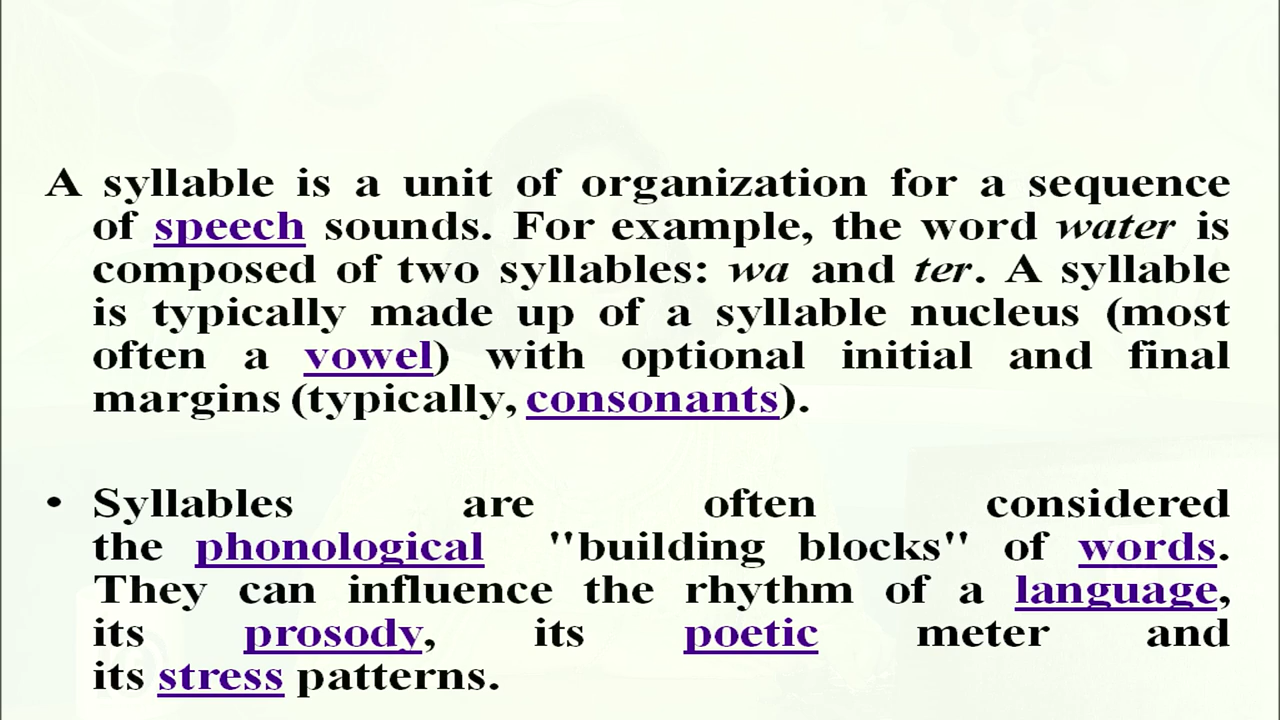 A syllable is a unit of organization for a sequence
of speech sounds. For example, the word water is
composed of two syllables: wa and ter. A syllable
is typically made up of a syllable nucleus (most
often a vowel) with optional initial and final
margins (typically, consonants).
• Syllables are often considered
the phonological "building blocks" of words.
They can influence the rhythm of a language,
its prosody, its poetic meter and
its stress patterns.